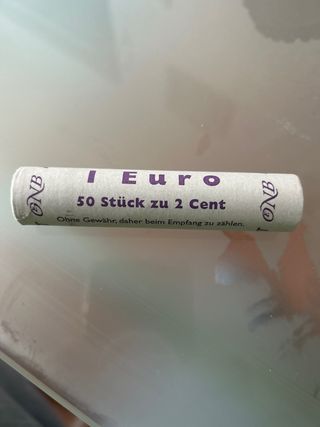 1 Euro
50 Stück zu 2 Cent
Ohne Gewähr, daher beim Empfang zu zählen.
ONB
ONB